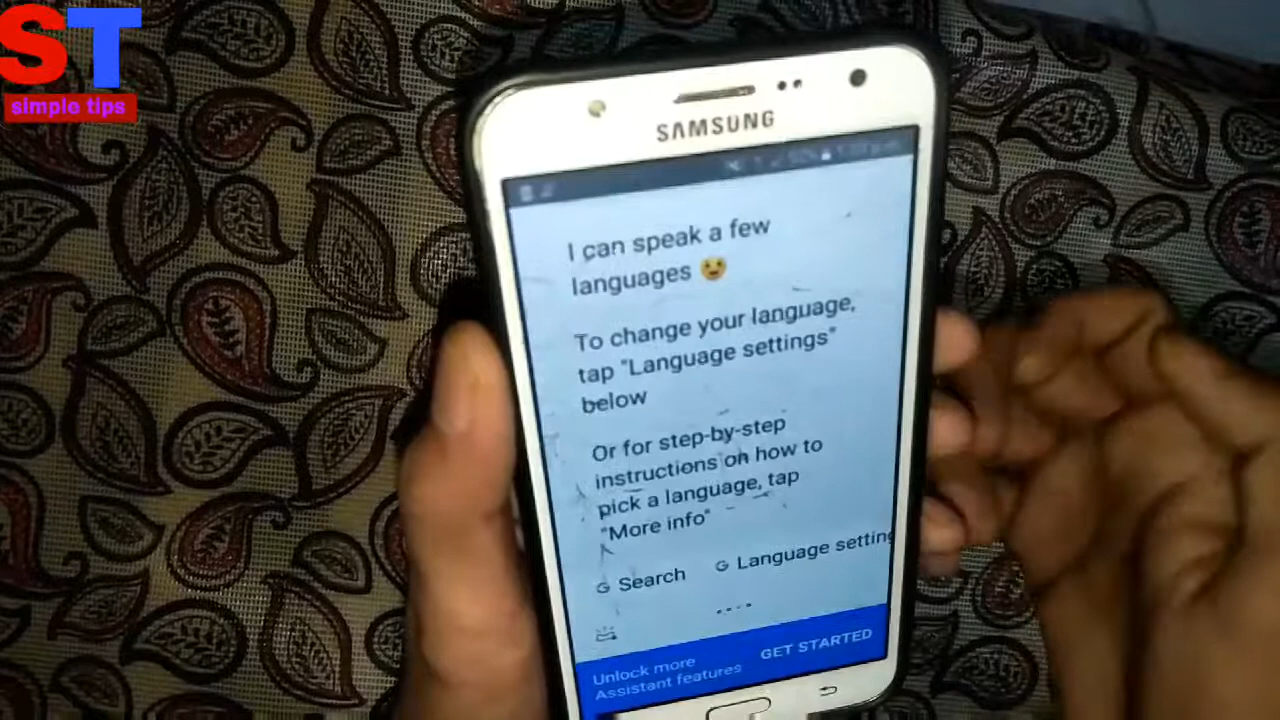 ST
simple tips
SAMSUNG
I can speak a few
languages 😉
To change your language,
tap "Language settings"
below
Or for step-by-step
instructions on how to
pick a language, tap
"More info"
G Search G Language setting
Unlock more
Assistant features
GET STARTED